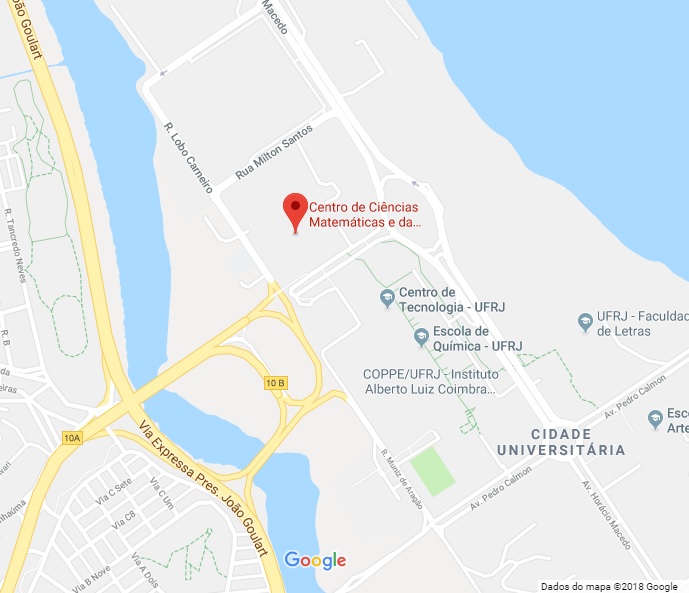 João Goulart
Macedo
R. Lobo Carneiro
Rua Milton Santos
Centro de Ciências
Matemáticas e da...
R. Tancredo Neves
R. B
Centro de
Tecnologia - UFRJ
UFRJ - Faculdad
de Letras
Escola de
Química - UFRJ
COPPE/UFRJ - Instituto
Alberto Luiz Coimbra...
10 B
Av. Pedro Calmon
Esco
Arte
CIDADE
UNIVERSITÁRIA
10A
Via Expressa Pres. João Goulart
R. Muniz de Aragão
Av. Pedro Calmon
Av. Horácio Macedo
Via C Sete
Via C Um
Via C8
Via A Dois
Via B Nove
Google
Dados do mapa ©2018 Google